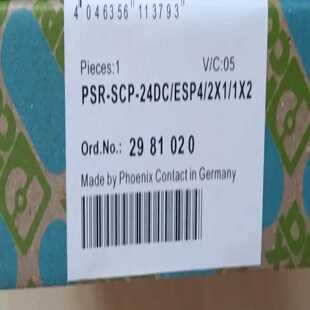 4 046356 113793
Pieces:1 V/C:05
PSR-SCP-24DC/ESP4/2X1/1X2
Ord.No.: 29 81 02 0
Made by Phoenix Contact in Germany